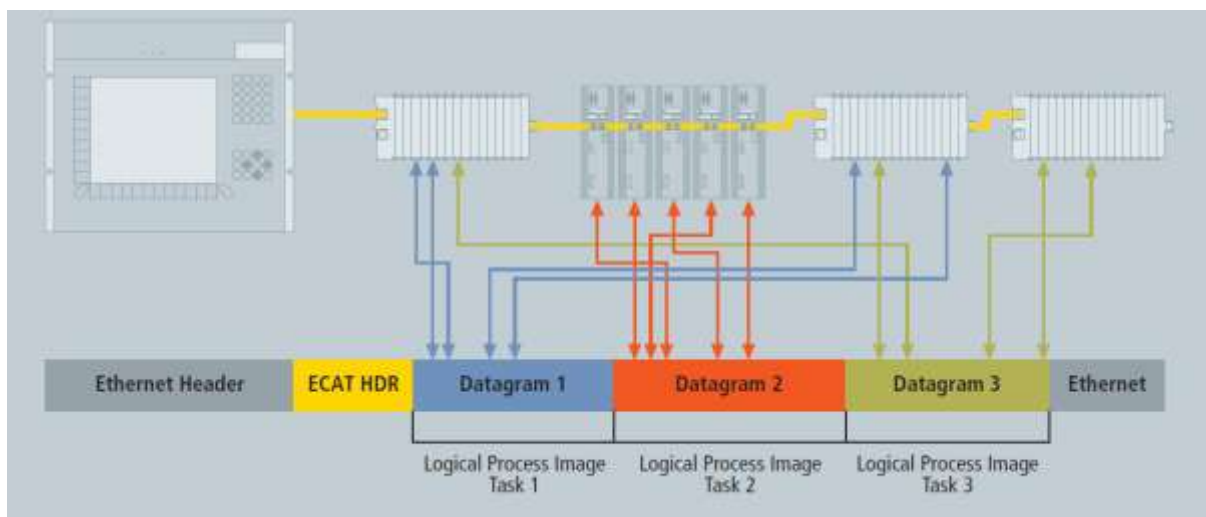 Ethernet Header ECAT HDR Datagram 1 Datagram 2 Datagram 3 Ethernet
Logical Process Image Logical Process Image Logical Process Image
Task 1 Task 2 Task 3